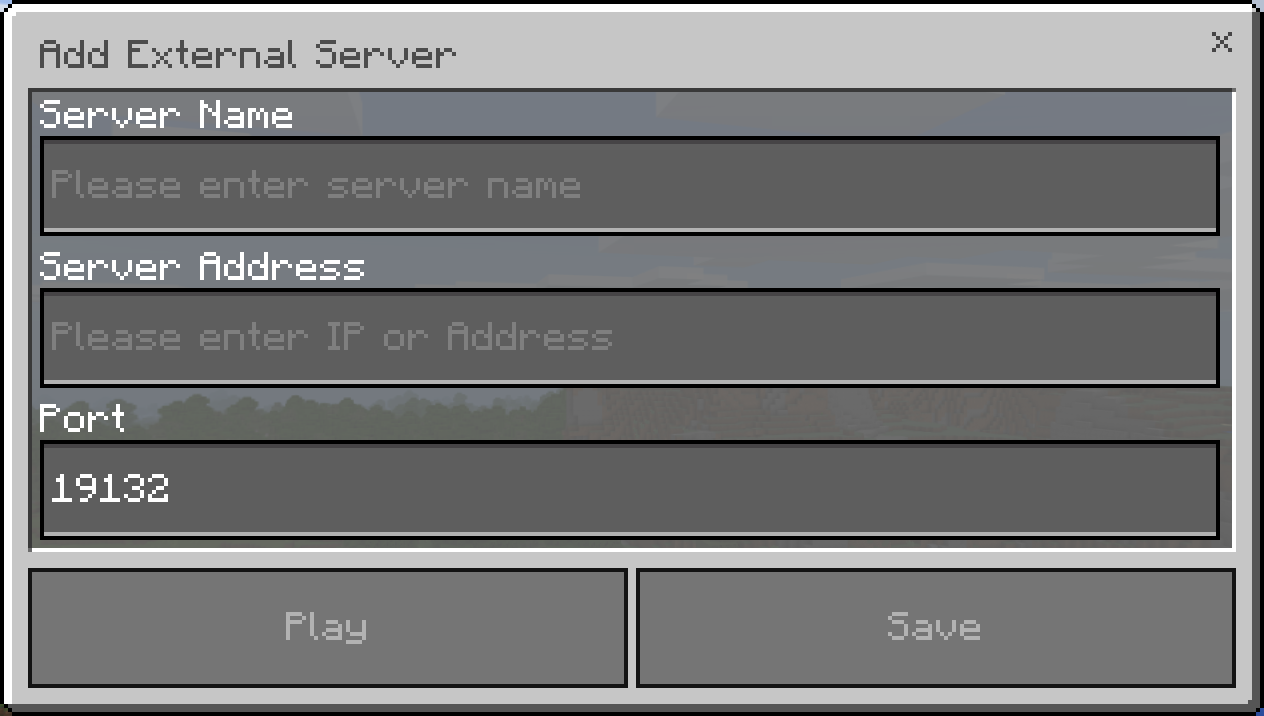 Add External Server
Server Name
Please enter server name
Server Address
Please enter IP or Address
Port
19132
Play
Save